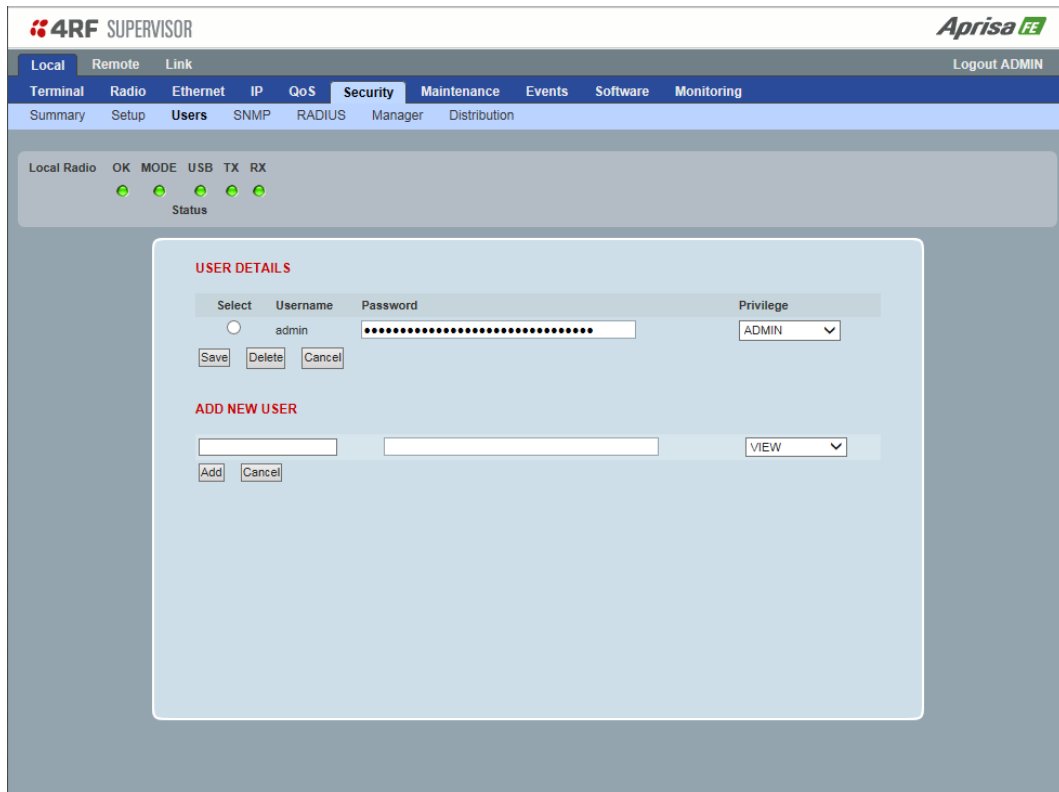 4RF SUPERVISOR Aprisa FE
Local Remote Link Logout ADMIN
Terminal Radio Ethernet IP QoS Security Maintenance Events Software Monitoring
Summary Setup Users SNMP RADIUS Manager Distribution
Local Radio OK MODE USB TX RX
Status
USER DETAILS
Select Username Password Privilege
admin •••••••••••••••••••••••••••••••• ADMIN
Save Delete Cancel
ADD NEW USER
VIEW
Add Cancel